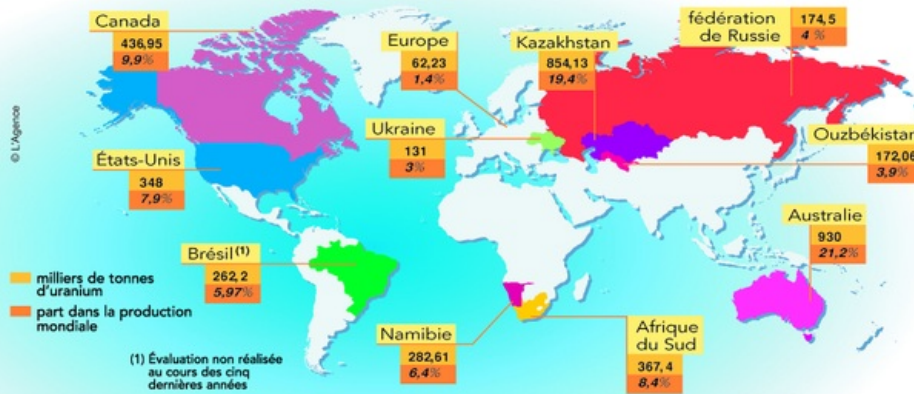 Canada
436,95
9,9%
Europe
62,23
1,4%
Kazakhstan
854,13
19,4%
fédération
de Russie
174,5
4 %
© L'Agence
Ukraine
131
3%
Ouzbékistan
172,06
3,9%
États-Unis
348
7,9%
Australie
930
21,2%
Brésil(1)
262,2
5,97%
milliers de tonnes
d'uranium
part dans la production
mondiale
Namibie
282,61
6,4%
Afrique
du Sud
367,4
8,4%
(1) Évaluation non réalisée
au cours des cinq
dernières années